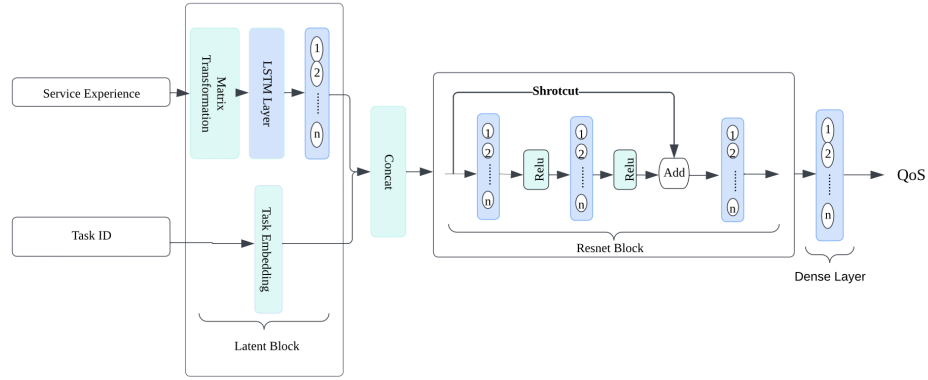 Service Experience
Task ID
Matrix
Transformation
LSTM Layer
1
2
......
n
Task Embedding
Latent Block
Concat
Shrotcut
1
2
......
n
Relu
1
2
......
n
Relu
Add
1
2
......
n
Resnet Block
1
2
......
n
Dense Layer
QoS